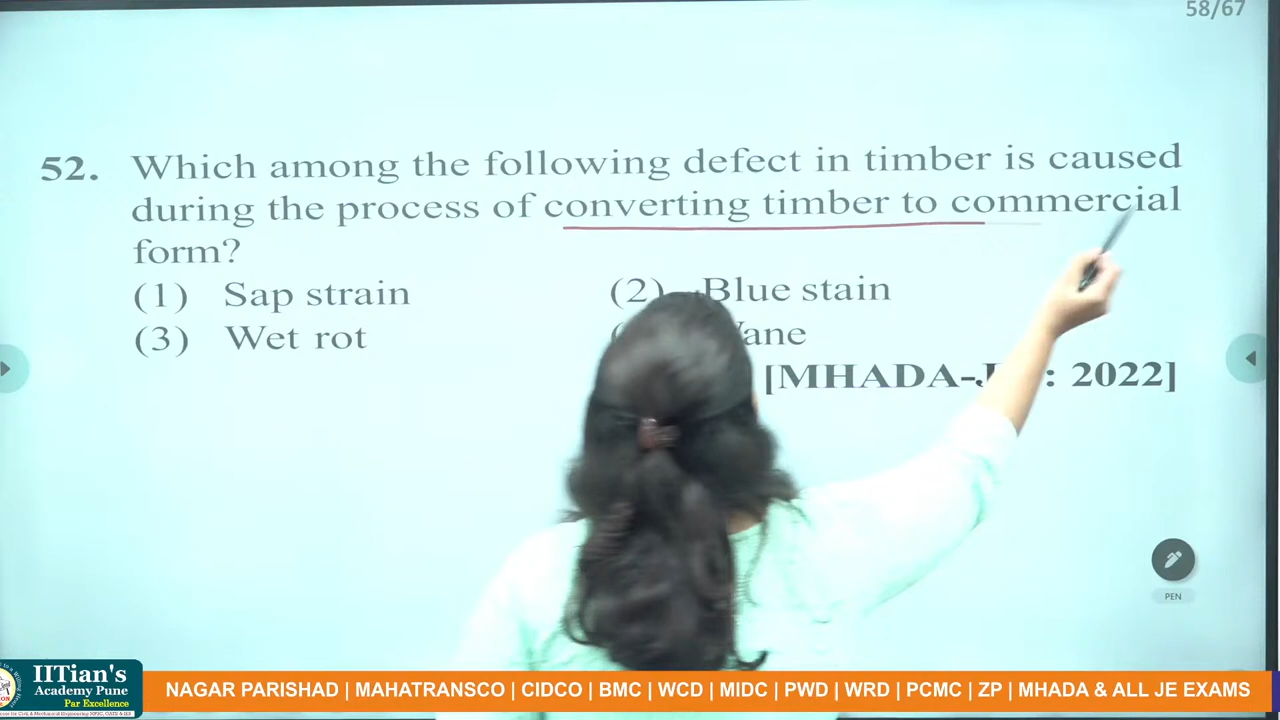 58/67
52. Which among the following defect in timber is caused
during the process of converting timber to commercial
form?
(1) Sap strain (2) Blue stain
(3) Wet rot
[MHADA- : 2022]
PEN
IITian's
Academy Pune
Par Excellence
NAGAR PARISHAD | MAHATRANSCO | CIDCO | BMC | WCD | MIDC | PWD | WRD | PCMC | ZP | MHADA & ALL JE EXAMS